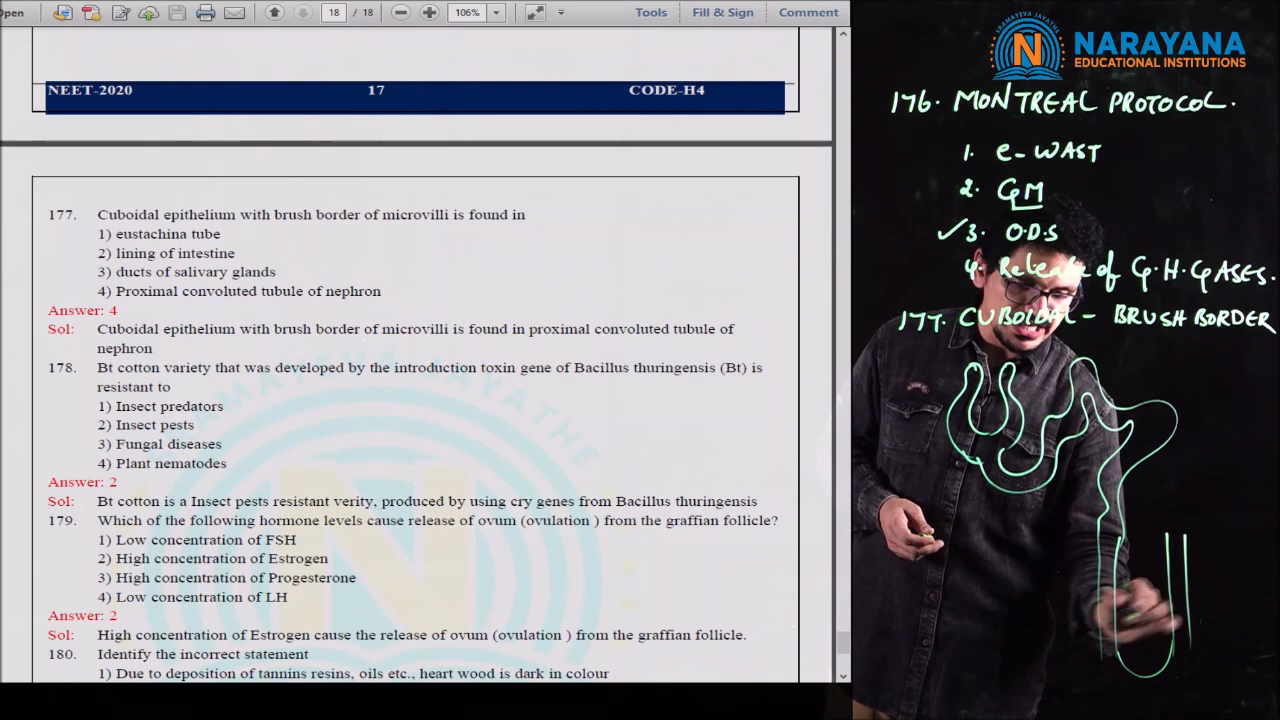 Open
18 / 18
106%
Tools
Fill & Sign
Comment
NEET-2020 17 CODE-H4
177. Cuboidal epithelium with brush border of microvilli is found in
1) eustachina tube
2) lining of intestine
3) ducts of salivary glands
4) Proximal convoluted tubule of nephron
Answer: 4
Sol: Cuboidal epithelium with brush border of microvilli is found in proximal convoluted tubule of
nephron
178. Bt cotton variety that was developed by the introduction toxin gene of Bacillus thuringensis (Bt) is
resistant to
1) Insect predators
2) Insect pests
3) Fungal diseases
4) Plant nematodes
Answer: 2
Sol: Bt cotton is a Insect pests resistant verity, produced by using cry genes from Bacillus thuringensis
179. Which of the following hormone levels cause release of ovum (ovulation ) from the graffian follicle?
1) Low concentration of FSH
2) High concentration of Estrogen
3) High concentration of Progesterone
4) Low concentration of LH
Answer: 2
Sol: High concentration of Estrogen cause the release of ovum (ovulation ) from the graffian follicle.
180. Identify the incorrect statement
1) Due to deposition of tannins resins, oils etc., heart wood is dark in colour
SRAMAYEVA JAYATHE
N
NARAYANA
EDUCATIONAL INSTITUTIONS
176. MONTREAL PROTOCOL.
1. e-WAST
2. GM
✓3. O.D.S
4. Release of G.H.GASES.
177. CUBOIDAL - BRUSH BORDER